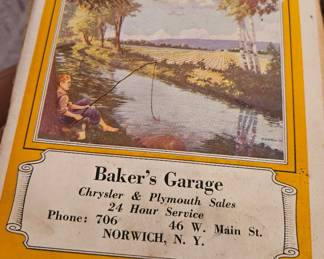 Baker's Garage
Chrysler & Plymouth Sales
24 Hour Service
Phone: 706 46 W. Main St.
NORWICH, N. Y.